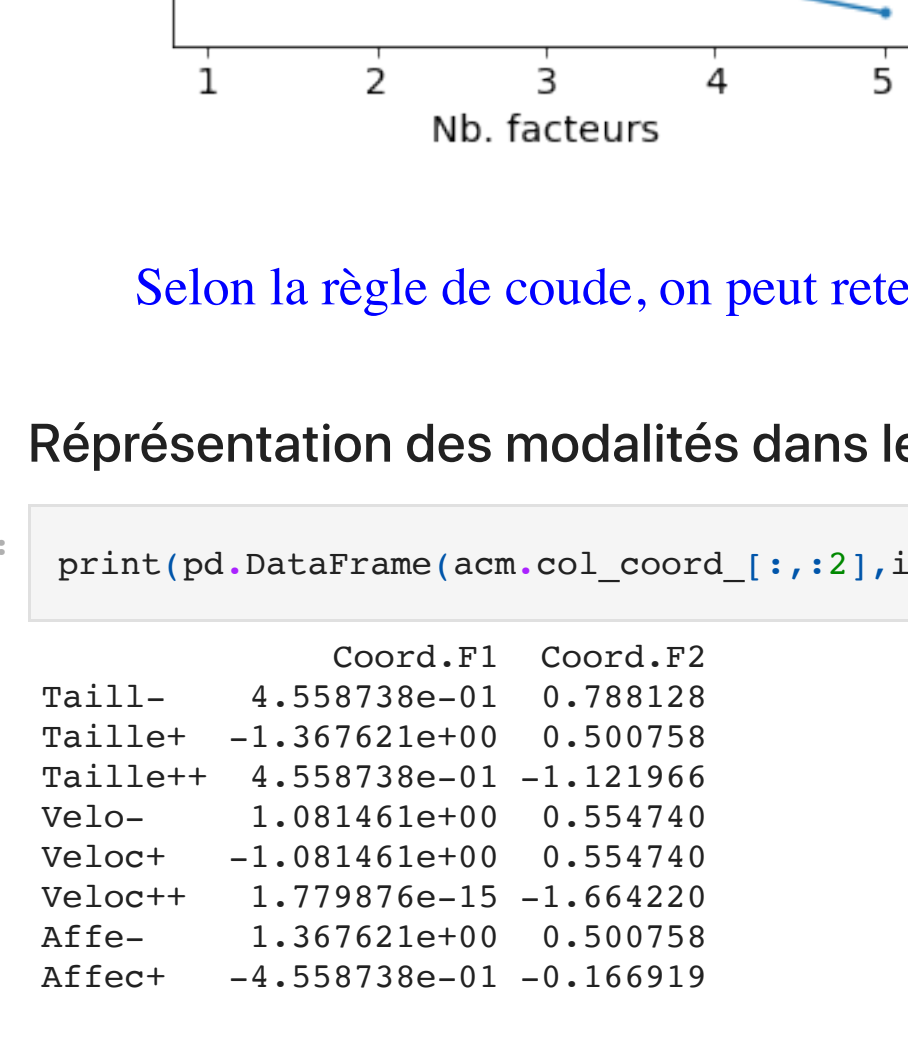 1 2 3 4 5
Nb. facteurs
Selon la règle de coude, on peut rete
Réprésentation des modalités dans le
print(pd.DataFrame(acm.col_coord_[:,:2],i
Coord.F1 Coord.F2
Taill- 4.558738e-01 0.788128
Taille+ -1.367621e+00 0.500758
Taille++ 4.558738e-01 -1.121966
Velo- 1.081461e+00 0.554740
Veloc+ -1.081461e+00 0.554740
Veloc++ 1.779876e-15 -1.664220
Affe- 1.367621e+00 0.500758
Affec+ -4.558738e-01 -0.166919